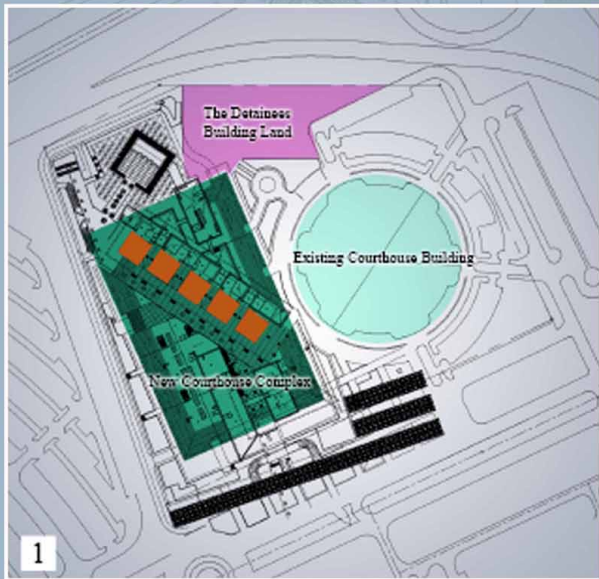 The Detainees
Building Land
Existing Courthouse Building
New Courthouse Complex
1